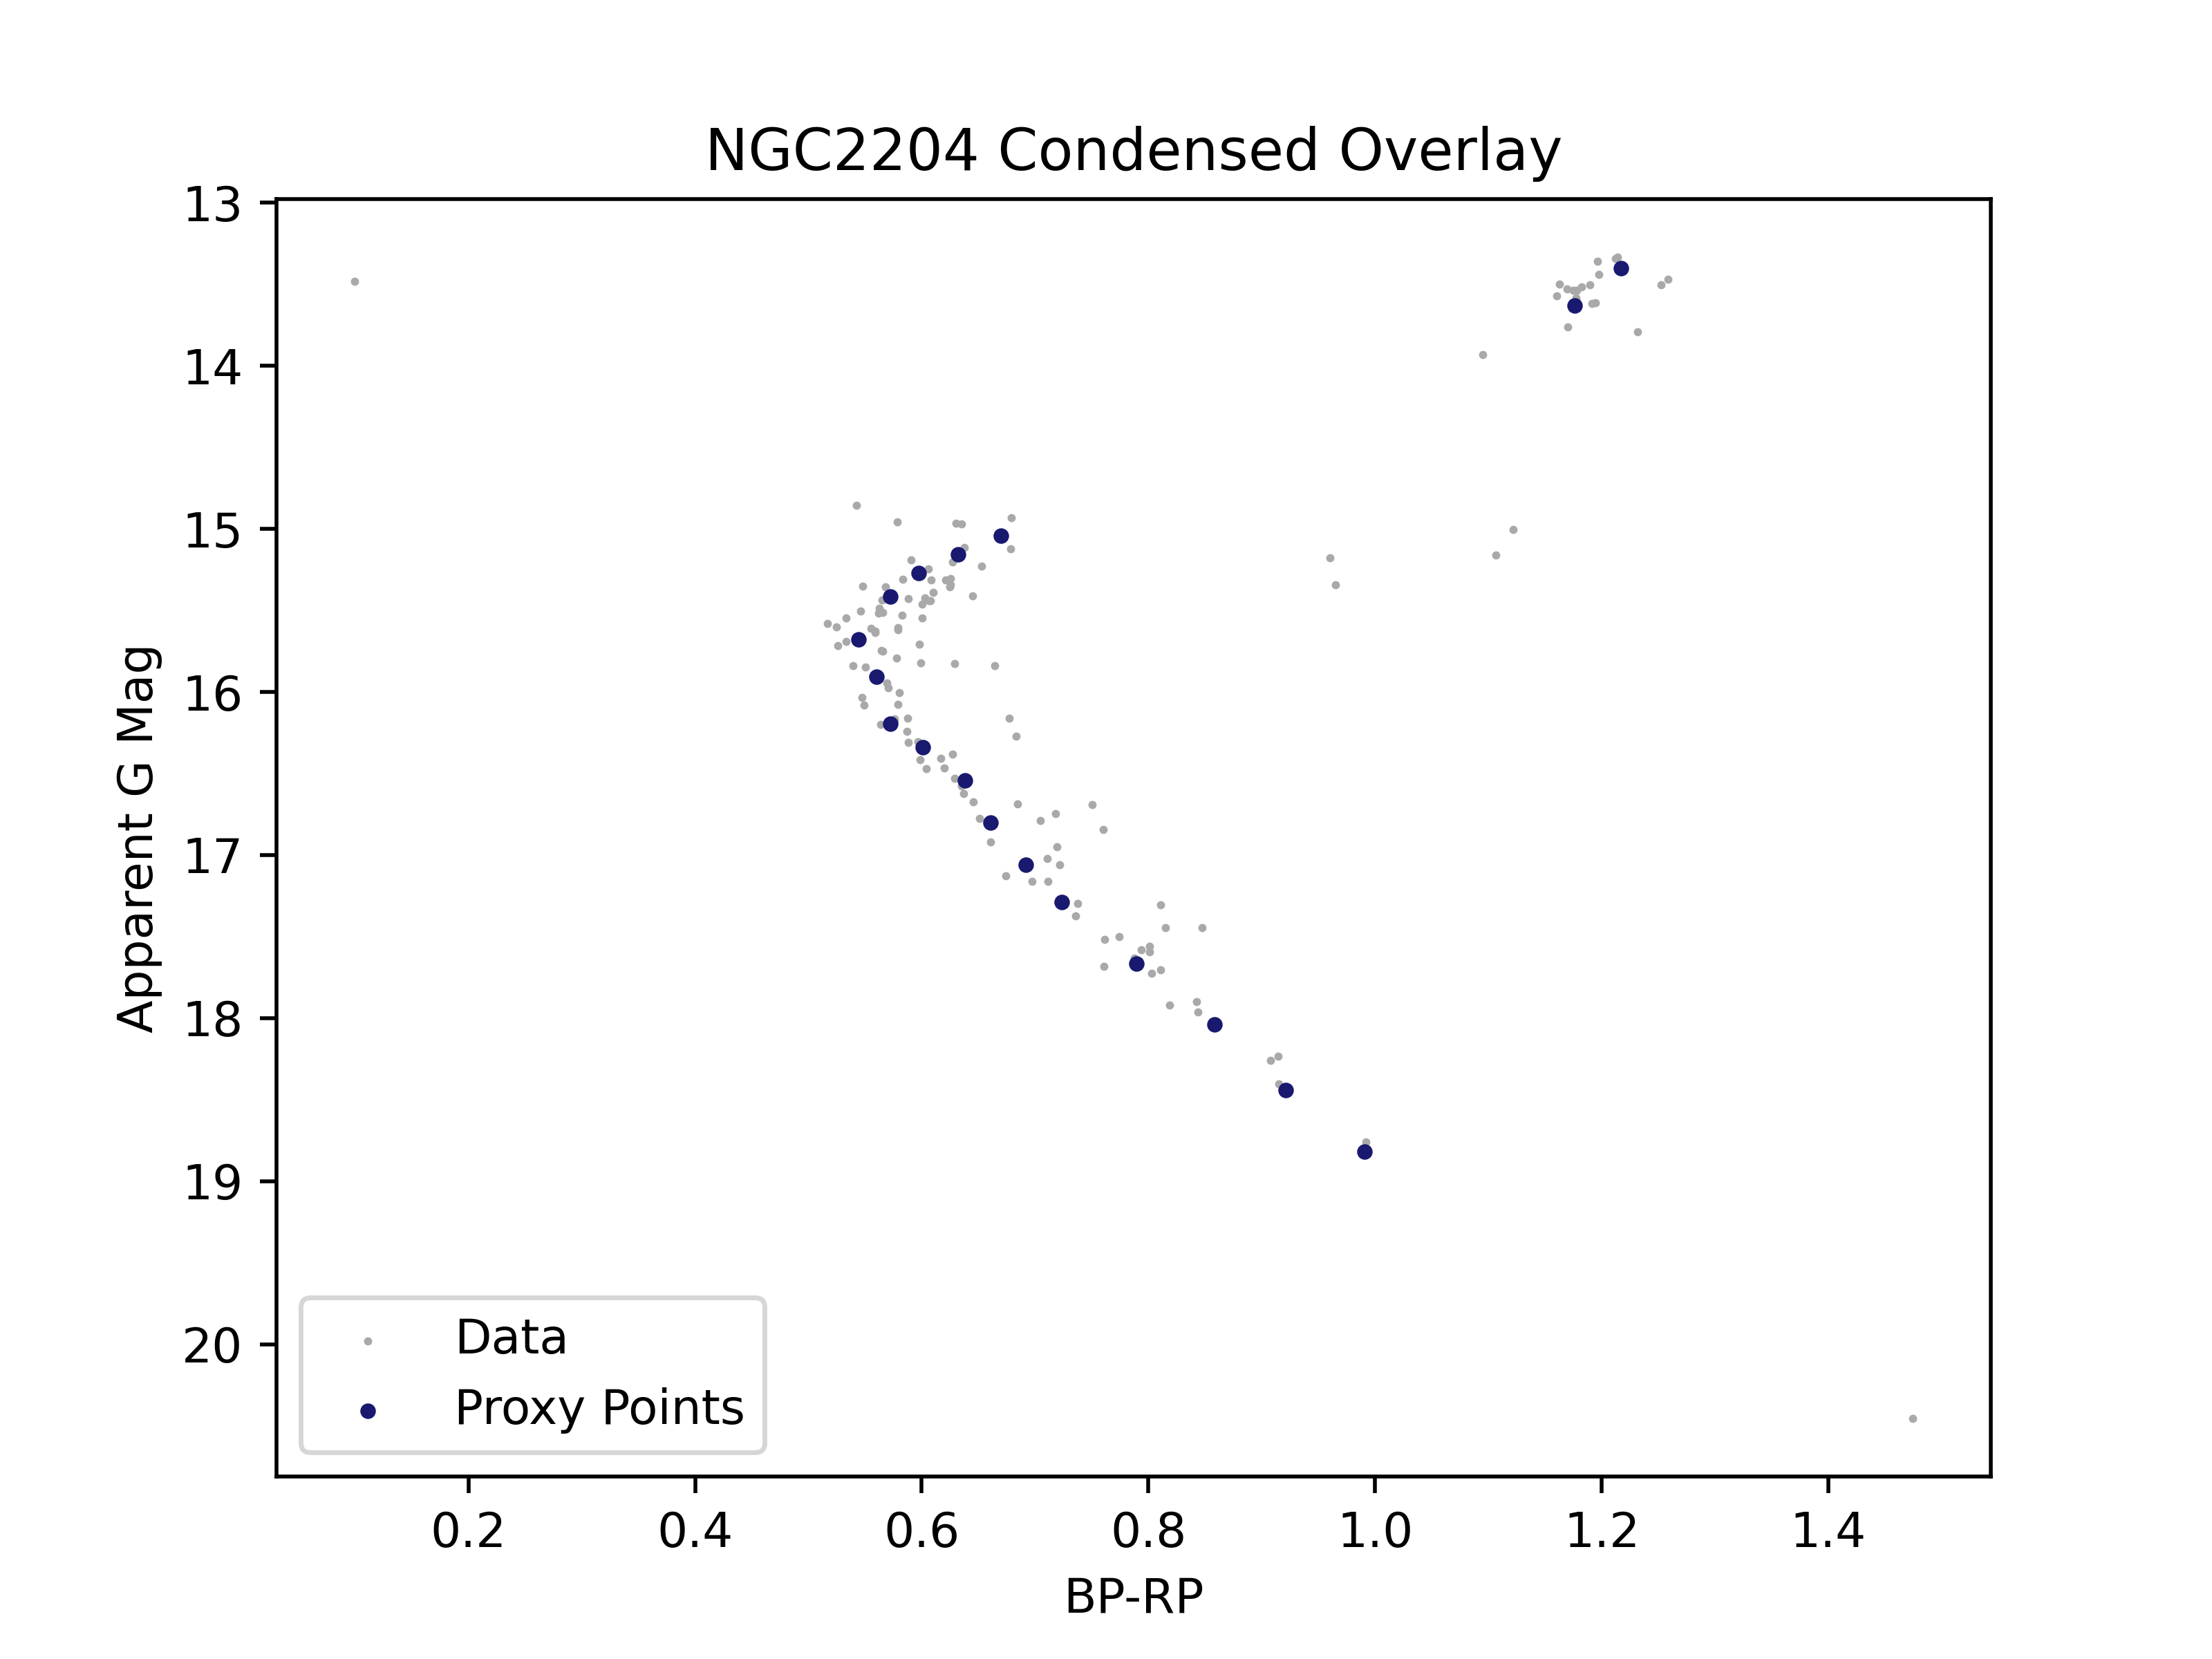 NGC2204 Condensed Overlay
13
14
15
16
17
18
19
20
Apparent G Mag
Data
Proxy Points
0.2 0.4 0.6 0.8 1.0 1.2 1.4
BP-RP